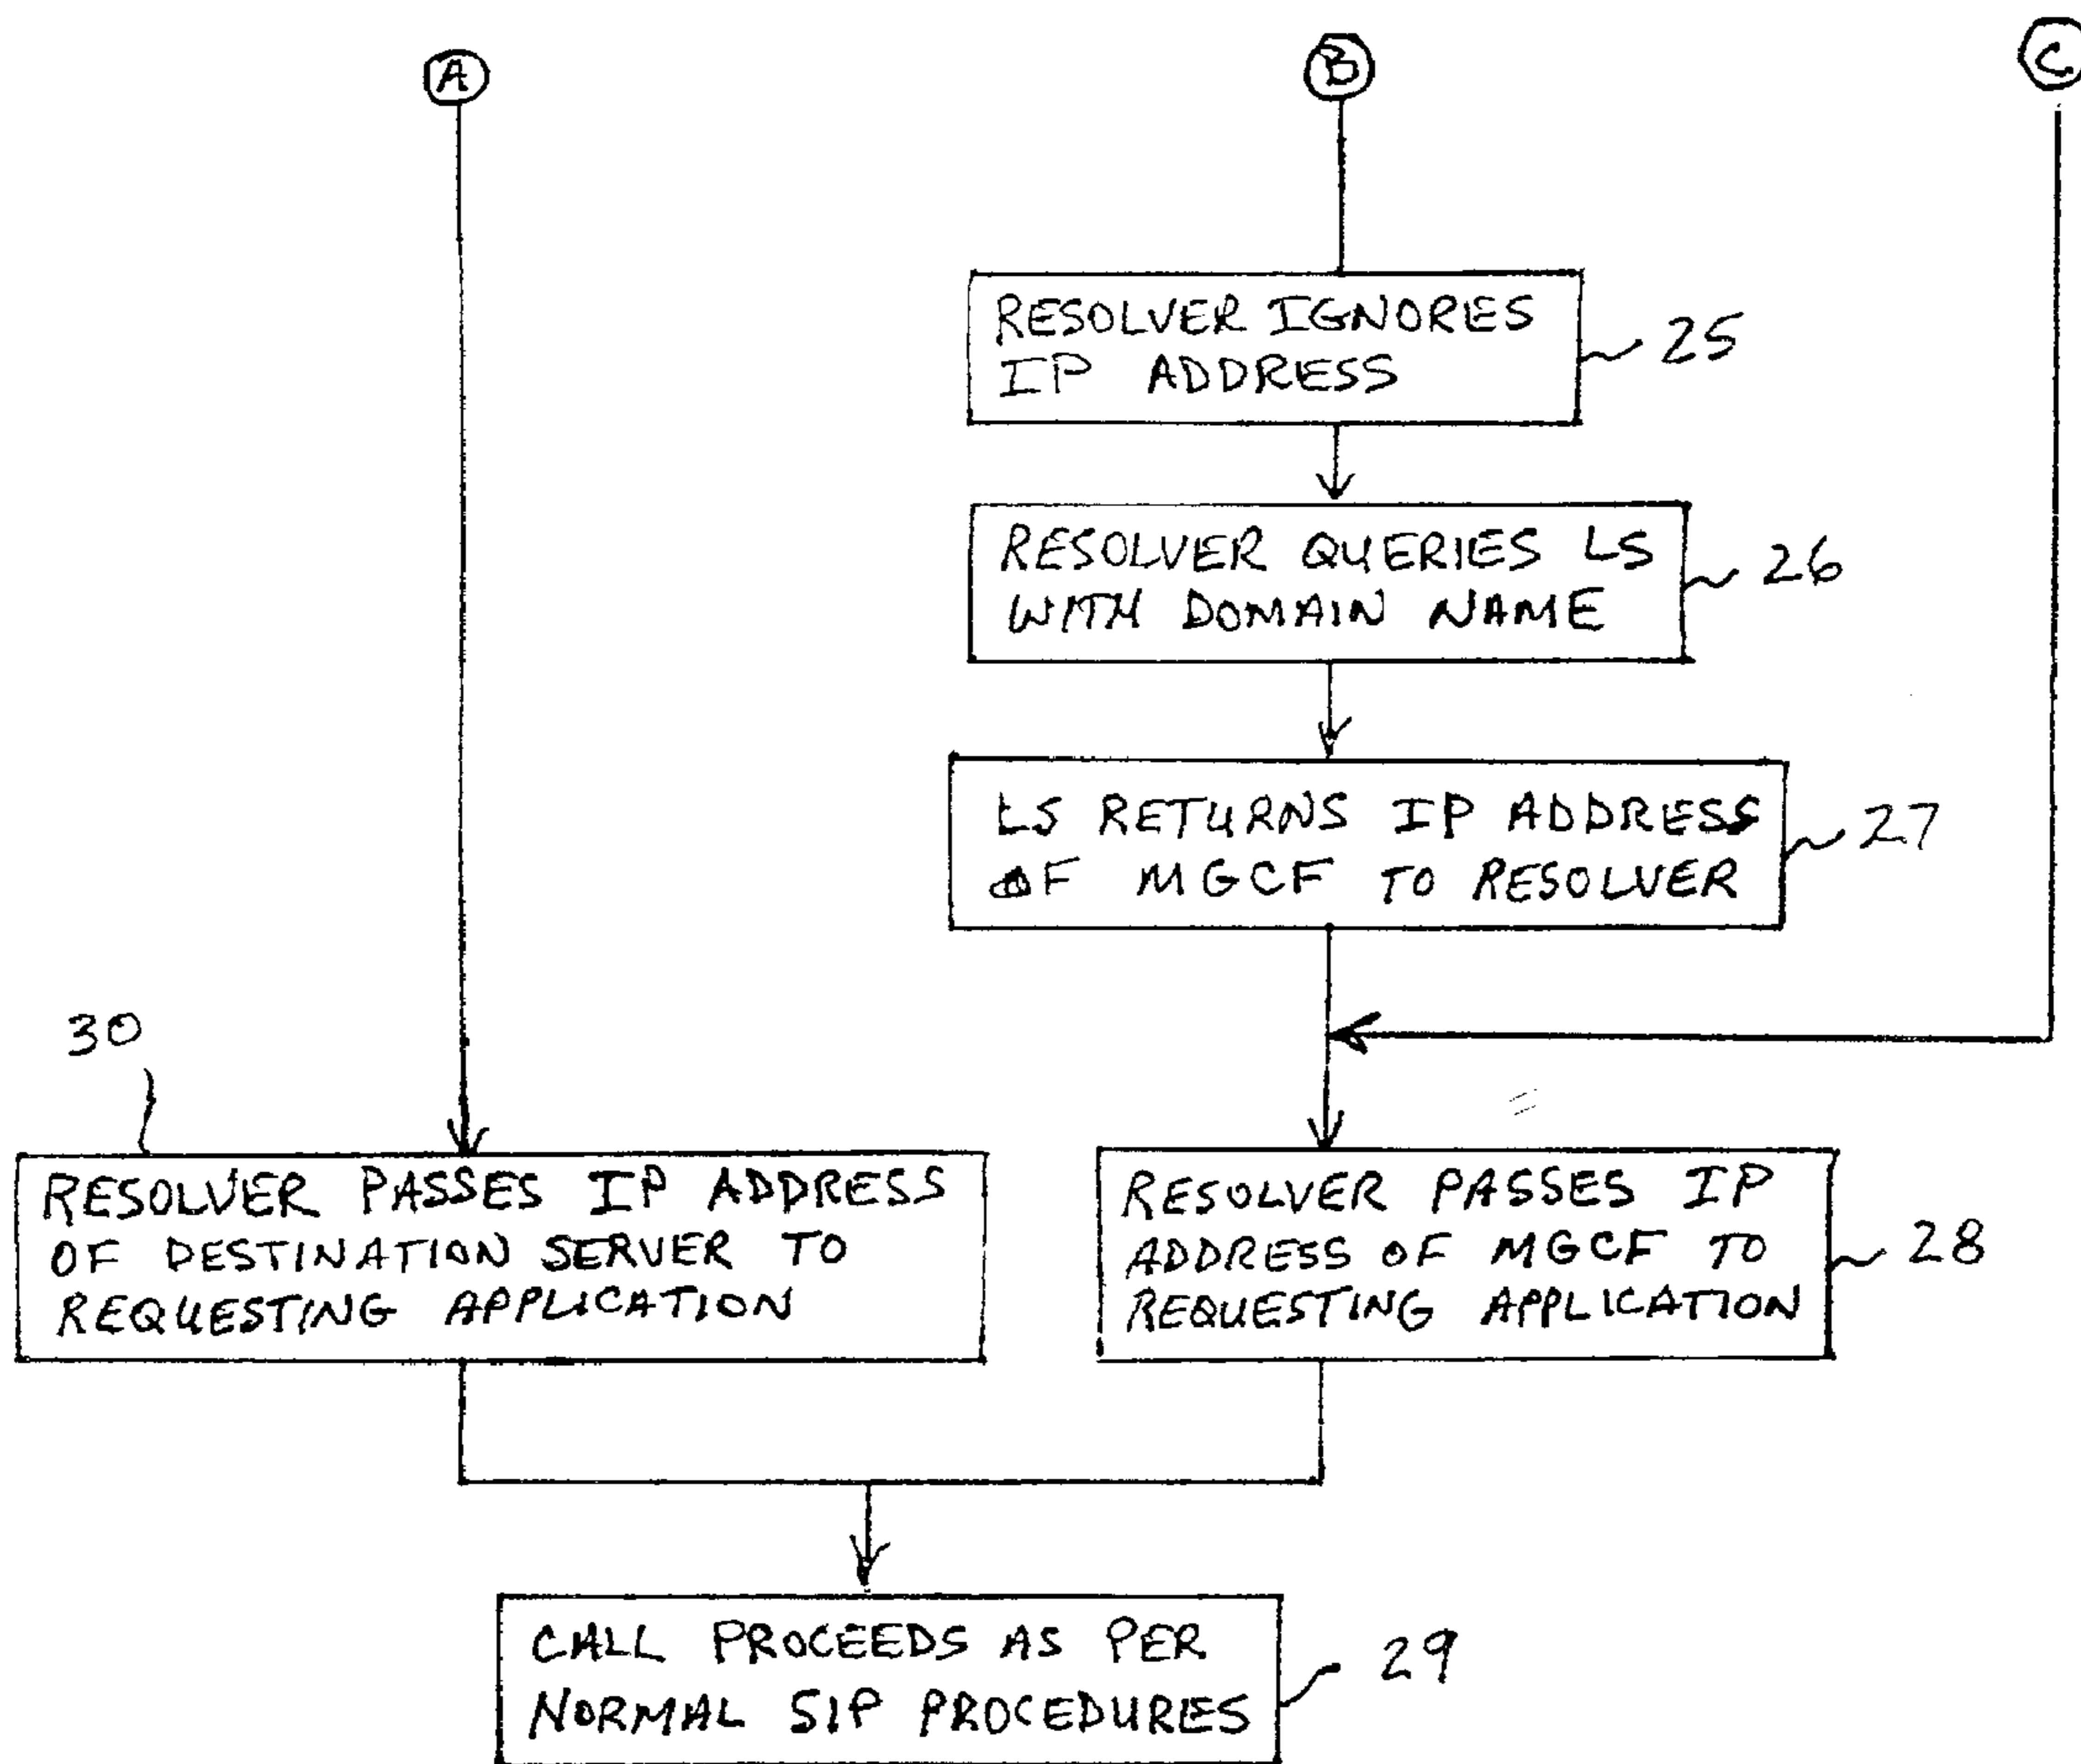 A
B
C
RESOLVER IGNORES
IP ADDRESS
25
RESOLVER QUERIES LS
WITH DOMAIN NAME
26
LS RETURNS IP ADDRESS
OF MGCF TO RESOLVER
27
30
RESOLVER PASSES IP ADDRESS
OF DESTINATION SERVER TO
REQUESTING APPLICATION
RESOLVER PASSES IP
ADDRESS OF MGCF TO
REQUESTING APPLICATION
28
CALL PROCEEDS AS PER
NORMAL SIP PROCEDURES
29